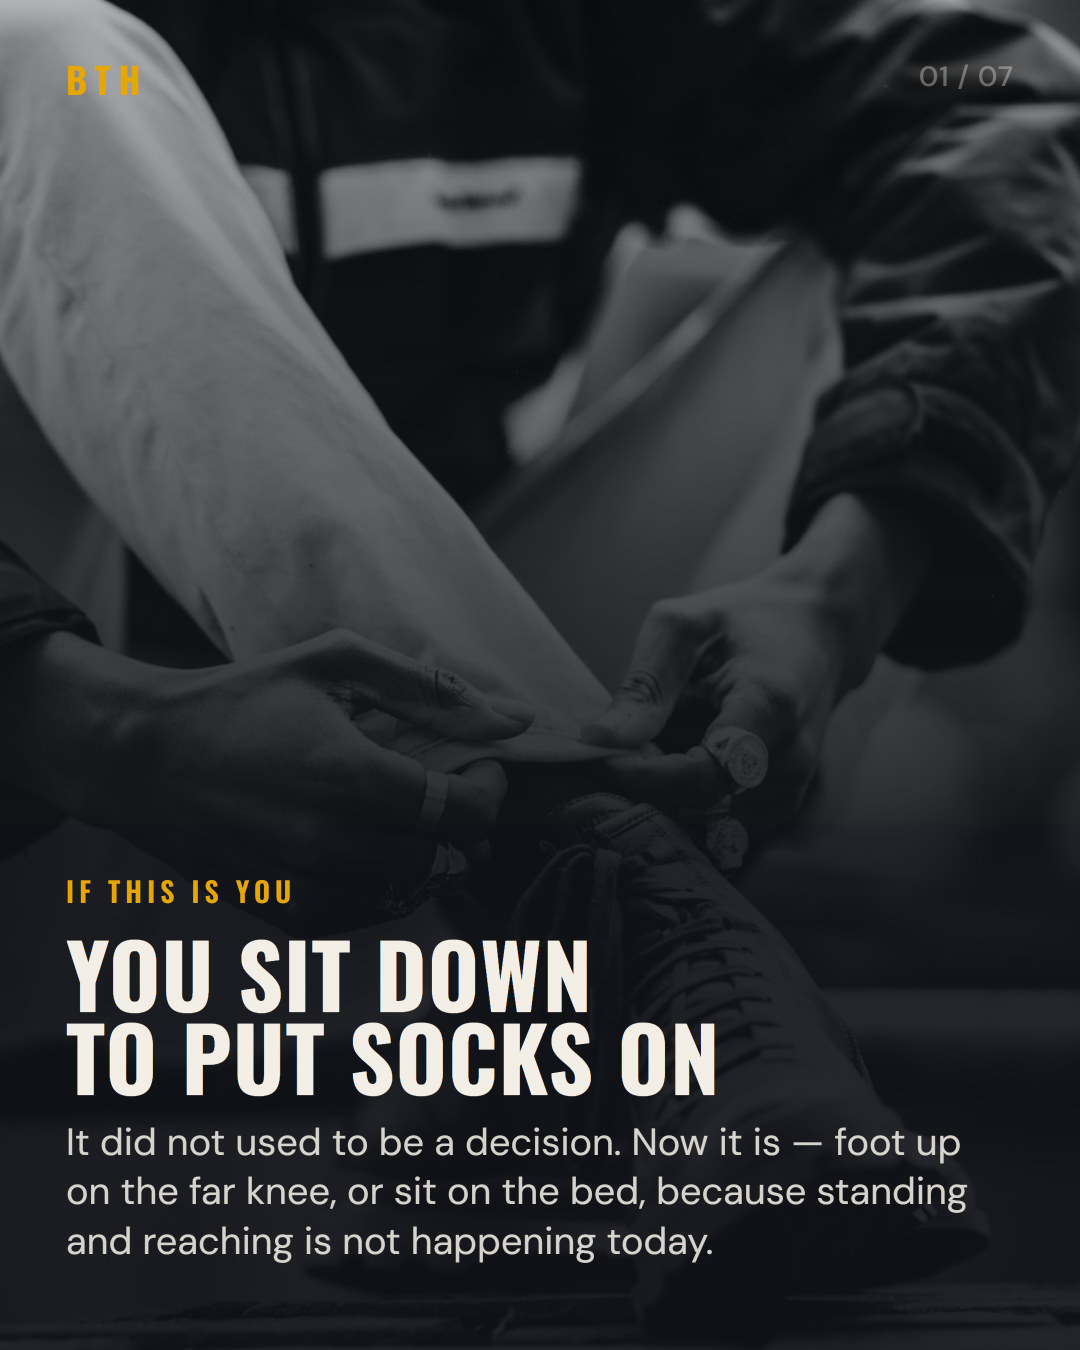 BTH
01 / 07
IF THIS IS YOU
YOU SIT DOWN
TO PUT SOCKS ON
It did not used to be a decision. Now it is — foot up
on the far knee, or sit on the bed, because standing
and reaching is not happening today.